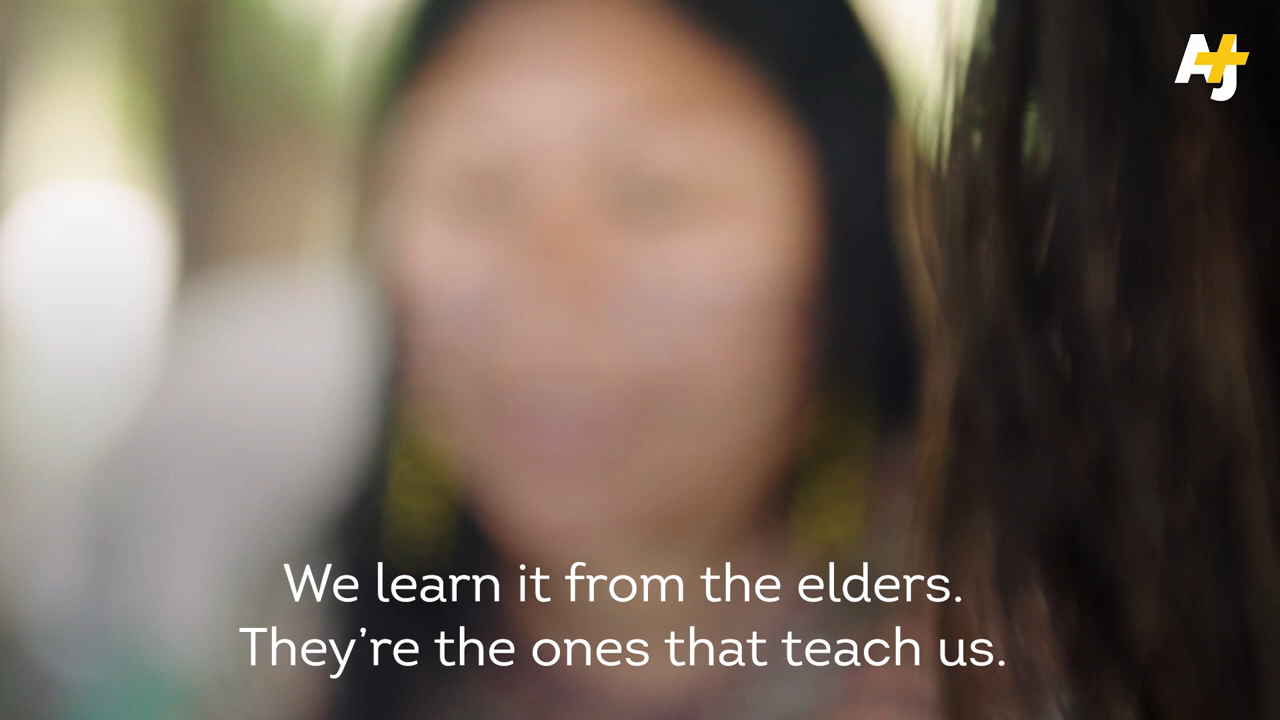 AJ+
We learn it from the elders.
They’re the ones that teach us.